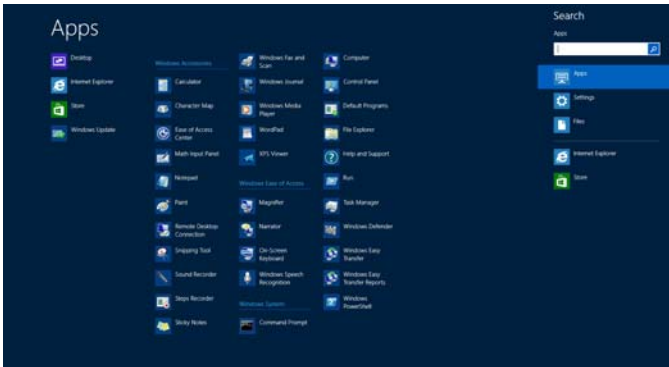 Apps
Desktop
Internet Explorer
Store
Windows Update
Windows Accessories
Calculator
Character Map
Ease of Access
Center
Math Input Panel
Notepad
Paint
Remote Desktop
Connection
Snipping Tool
Sound Recorder
Steps Recorder
Sticky Notes
Windows Fax and
Scan
Windows Journal
Windows Media
Player
WordPad
XPS Viewer
Windows Ease of Access
Magnifier
Narrator
On-Screen
Keyboard
Windows Speech
Recognition
Windows System
Command Prompt
Computer
Control Panel
Default Programs
File Explorer
Help and Support
Run
Task Manager
Windows Defender
Windows Easy
Transfer
Windows Easy
Transfer Reports
Windows
PowerShell
Search
Apps
Apps
Settings
Files
Internet Explorer
Store